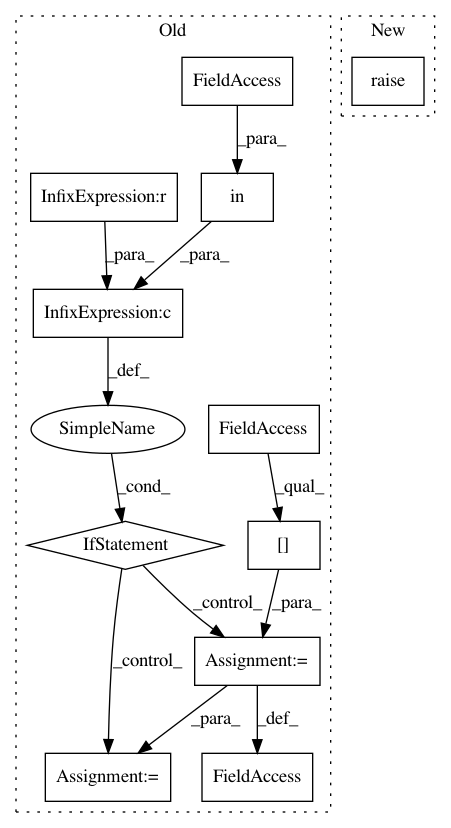 Old
New
FieldAccess
raise
_para_
InfixExpression:r
in
_para_
_para_
InfixExpression:c
_def_
SimpleName
FieldAccess
_cond_
_qual_
IfStatement
[]
_control_
_para_
_control_
Assignment:=
_para_
_def_
Assignment:=
FieldAccess